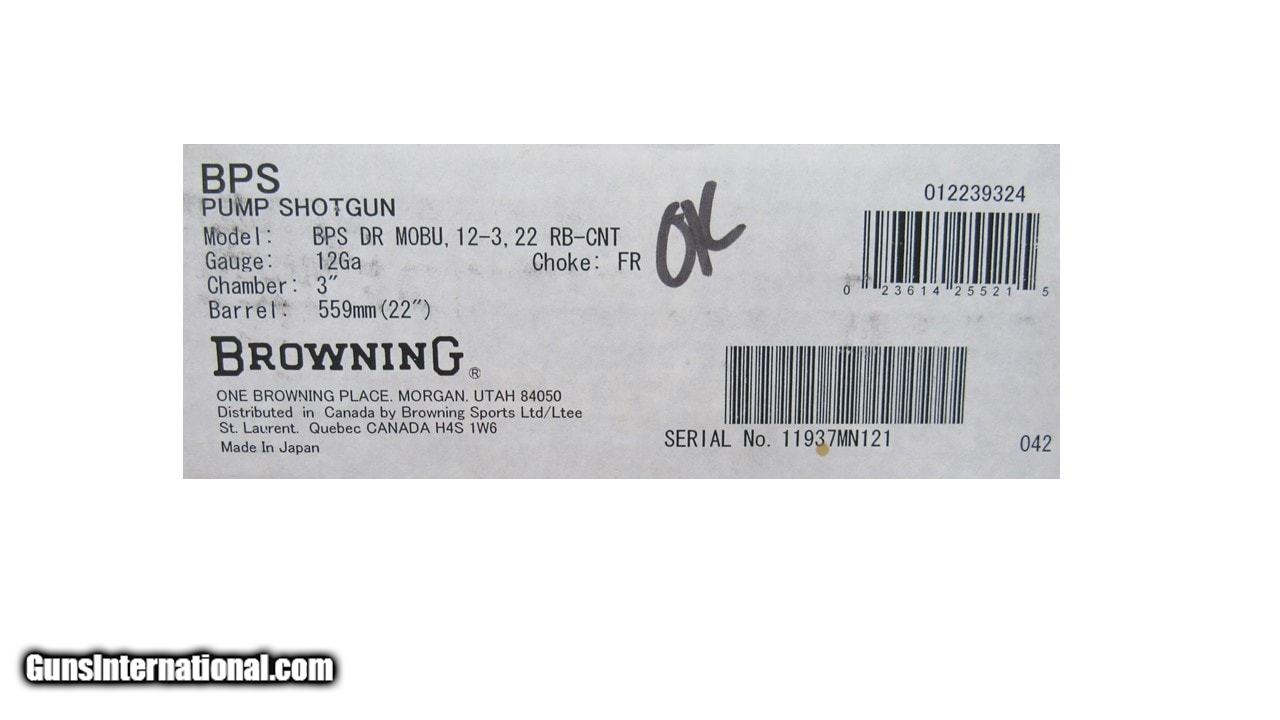 BPS
PUMP SHOTGUN
Model: BPS DR MOBU, 12-3, 22 RB-CNT
Gauge: 12Ga Choke: FR
Chamber: 3"
Barrel: 559mm(22")
OK
012239324
0 23614 25521 5
BROWNING®
ONE BROWNING PLACE. MORGAN. UTAH 84050
Distributed in Canada by Browning Sports Ltd/Ltee
St. Laurent. Quebec CANADA H4S 1W6
Made In Japan
SERIAL No. 11937MN121
042
GunsInternational.com